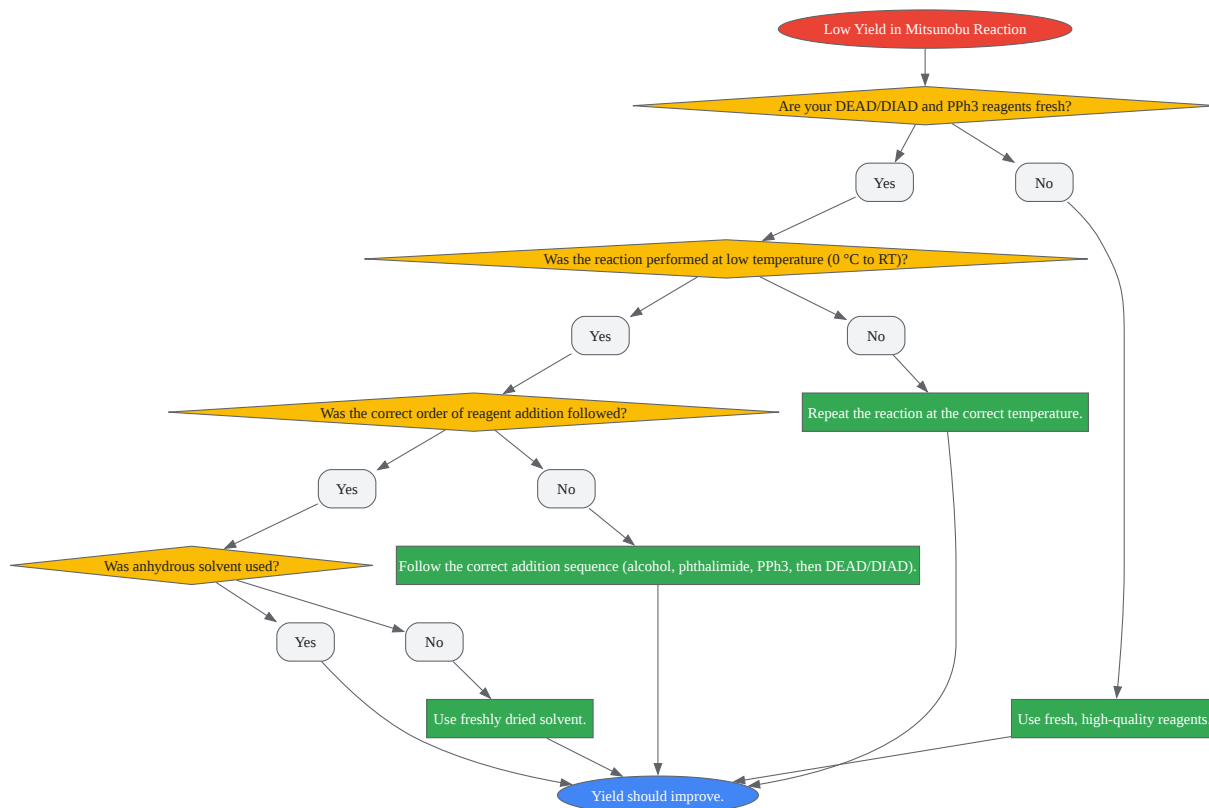 Low Yield in Mitsunobu Reaction
Are your DEAD/DIAD and PPh3 reagents fresh?
Yes
No
Was the reaction performed at low temperature (0 °C to RT)?
Yes
No
Was the correct order of reagent addition followed?
Repeat the reaction at the correct temperature.
Yes
No
Was anhydrous solvent used?
Follow the correct addition sequence (alcohol, phthalimide, PPh3, then DEAD/DIAD).
Yes
No
Use freshly dried solvent.
Use fresh, high-quality reagents.
Yield should improve.